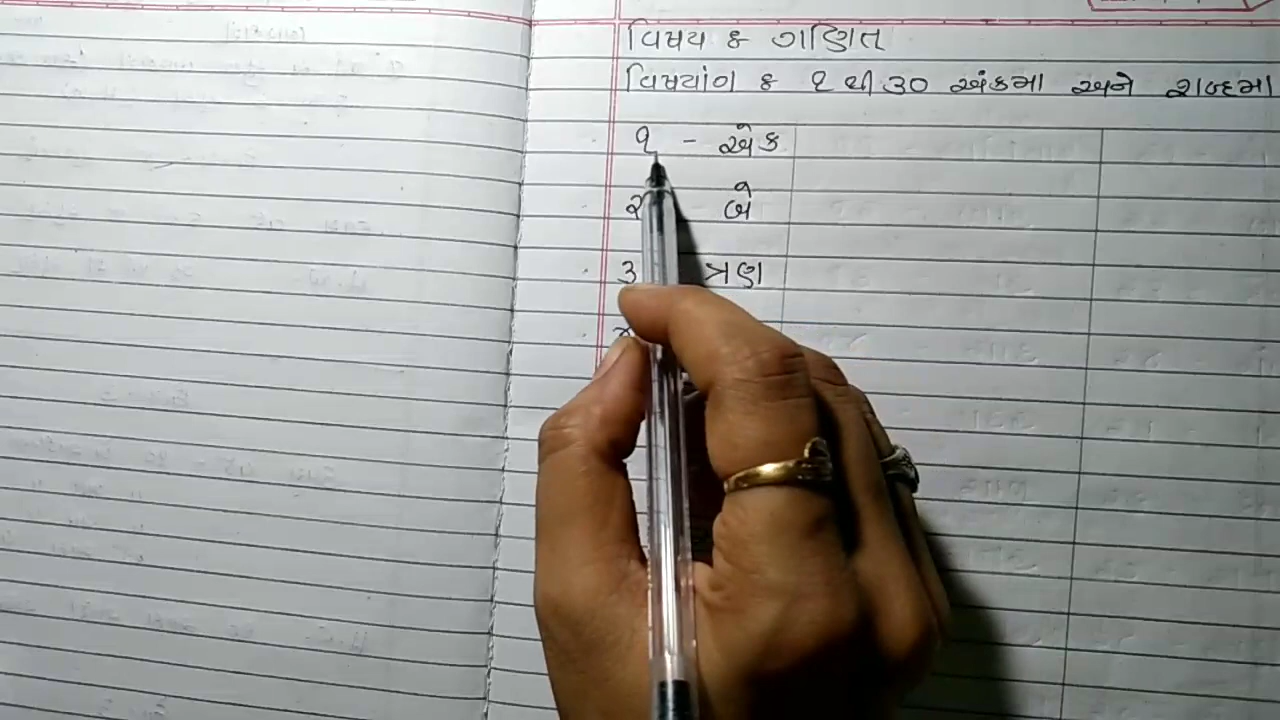 વિષય ઃ ગણિત
વિષયાંગ ઃ ૧ થી ૩૦ અંકમા અને શબ્દમા
૧ - એક
૨ બે
૩ ત્રણ